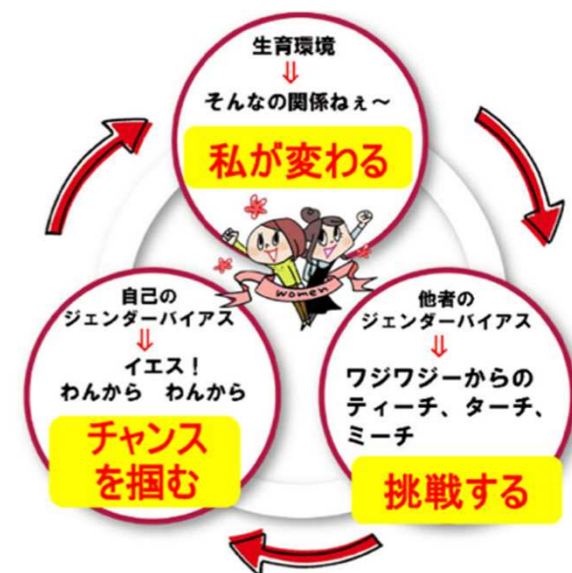 生育環境
⇓
そんなの関係ねぇ～
私が変わる
women
他者の
ジェンダーバイアス
⇓
ワジワジーからの
ティーチ、ターチ、
ミーチ
挑戦する
自己の
ジェンダーバイアス
⇓
イエス！
わんから　わんから
チャンス
を掴む